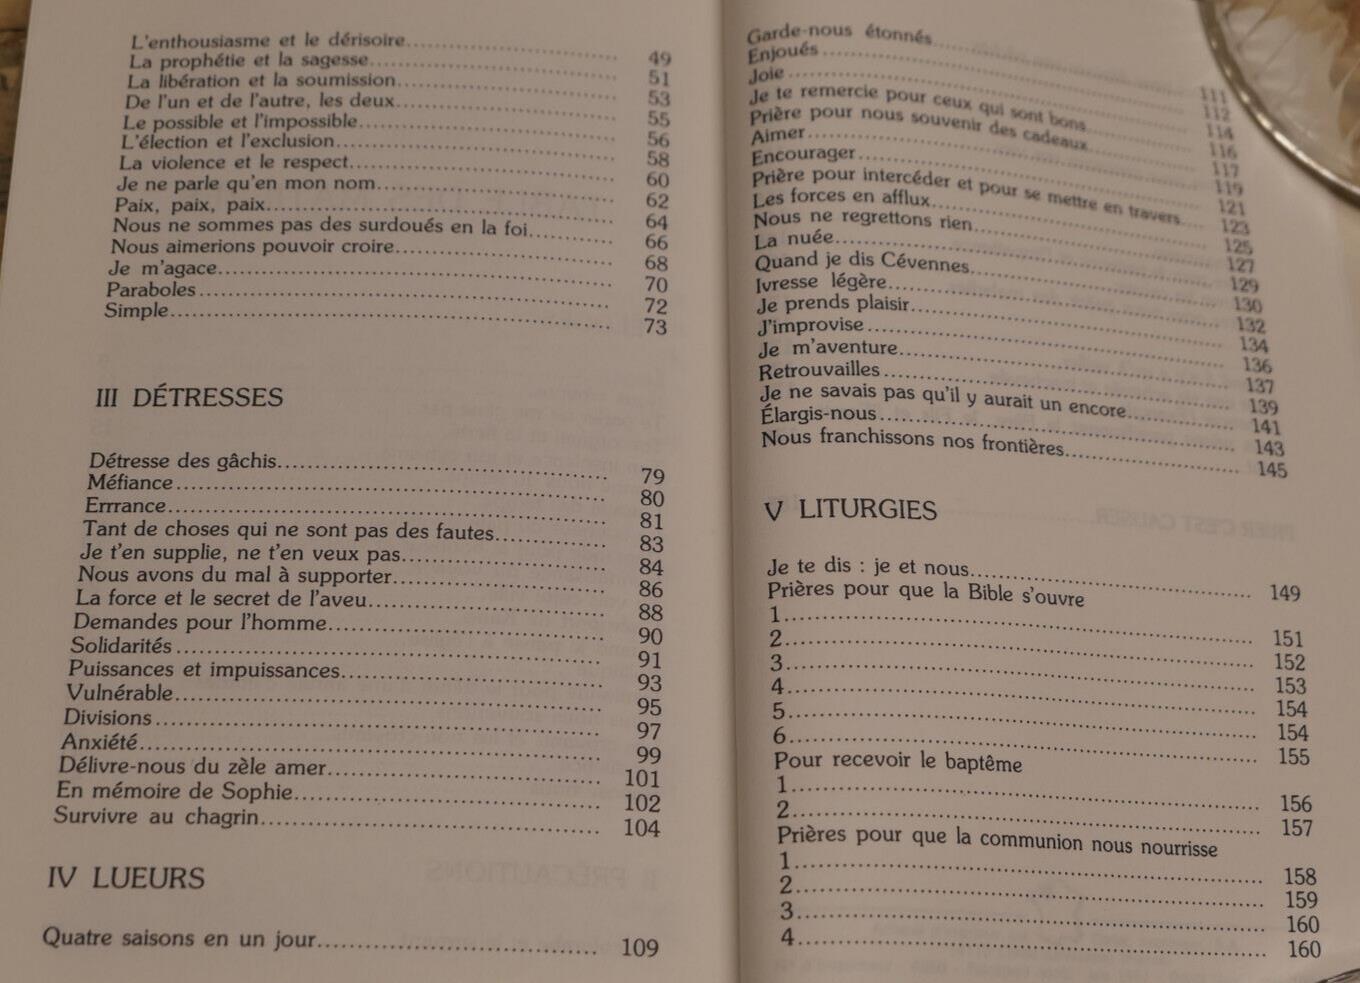 L'enthousiasme et le dérisoire.................... 49
La prophétie et la sagesse.................... 51
La libération et la soumission.................... 53
De l'un et de l'autre, les deux.................... 55
Le possible et l'impossible.................... 56
L'élection et l'exclusion.................... 58
La violence et le respect.................... 60
Je ne parle qu'en mon nom.................... 62
Paix, paix, paix.................... 64
Nous ne sommes pas des surdoués en la foi.................... 66
Nous aimerions pouvoir croire.................... 68
Je m'agace.................... 70
Paraboles.................... 72
Simple.................... 73
III DÉTRESSES
Détresse des gâchis.................... 79
Méfiance.................... 80
Errrance.................... 81
Tant de choses qui ne sont pas des fautes.................... 83
Je t'en supplie, ne t'en veux pas.................... 84
Nous avons du mal à supporter.................... 86
La force et le secret de l'aveu.................... 88
Demandes pour l'homme.................... 90
Solidarités.................... 91
Puissances et impuissances.................... 93
Vulnérable.................... 95
Divisions.................... 97
Anxiété.................... 99
Délivre-nous du zèle amer.................... 101
En mémoire de Sophie.................... 102
Survivre au chagrin.................... 104
IV LUEURS
Quatre saisons en un jour.................... 109
Garde-nous étonnés.................... 111
Enjoués.................... 112
Joie.................... 114
Je te remercie pour ceux qui sont bons.................... 116
Prière pour nous souvenir des cadeaux.................... 117
Aimer.................... 119
Encourager.................... 121
Prière pour intercéder et pour se mettre en travers.................... 123
Les forces en afflux.................... 125
Nous ne regrettons rien.................... 127
La nuée.................... 129
Quand je dis Cévennes.................... 130
Ivresse légère.................... 132
Je prends plaisir.................... 134
J'improvise.................... 136
Je m'aventure.................... 137
Retrouvailles.................... 139
Je ne savais pas qu'il y aurait un encore.................... 141
Élargis-nous.................... 143
Nous franchissons nos frontières.................... 145
V LITURGIES
Je te dis : je et nous.................... 149
Prières pour que la Bible s'ouvre
1.................... 151
2.................... 152
3.................... 153
4.................... 154
5.................... 154
6.................... 155
Pour recevoir le baptême
1.................... 156
2.................... 157
Prières pour que la communion nous nourrisse
1.................... 158
2.................... 159
3.................... 160
4.................... 160